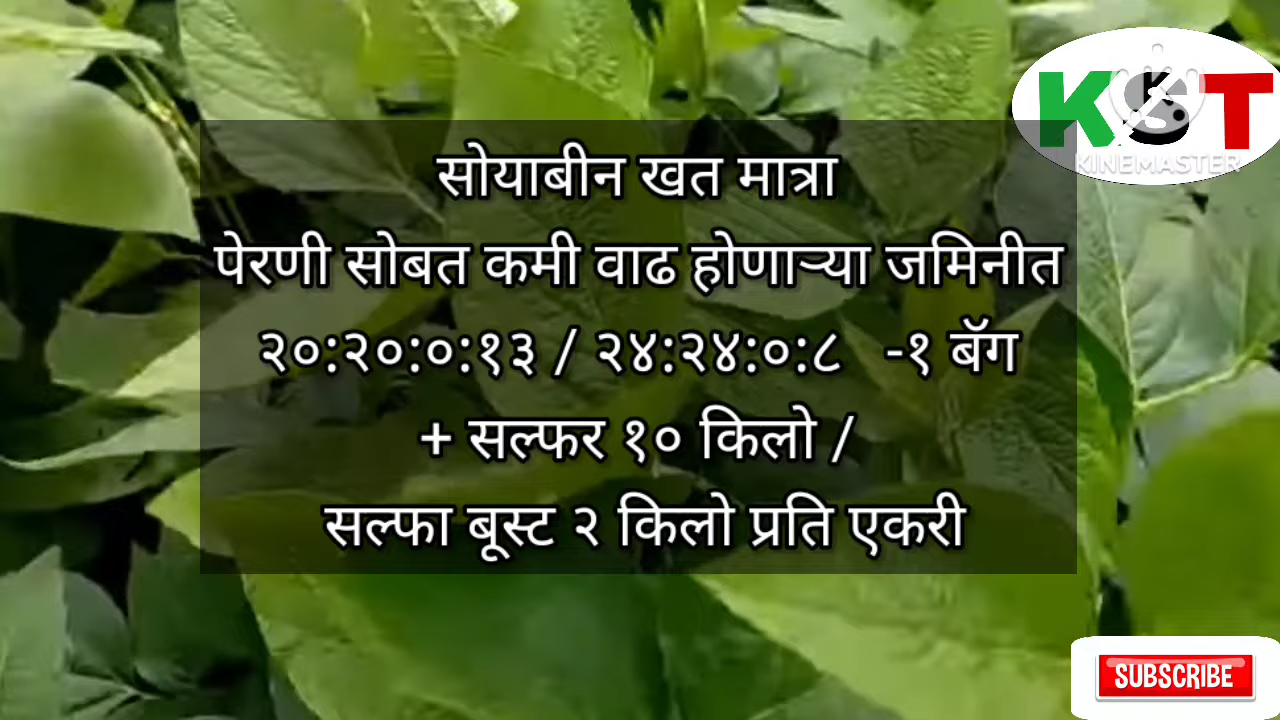 सोयाबीन खत मात्रा
पेरणी सोबत कमी वाढ होणाऱ्या जमिनीत
२०:२०:०:१३ / २४:२४:०:८ -१ बॅग
+ सल्फर १० किलो /
सल्फा बूस्ट २ किलो प्रति एकरी
KST
KINEMASTER
SUBSCRIBE